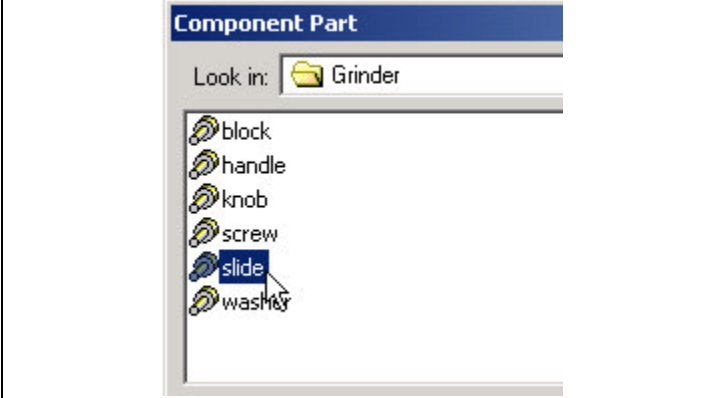 Component Part
Look in: Grinder
block
handle
knob
screw
slide
washer